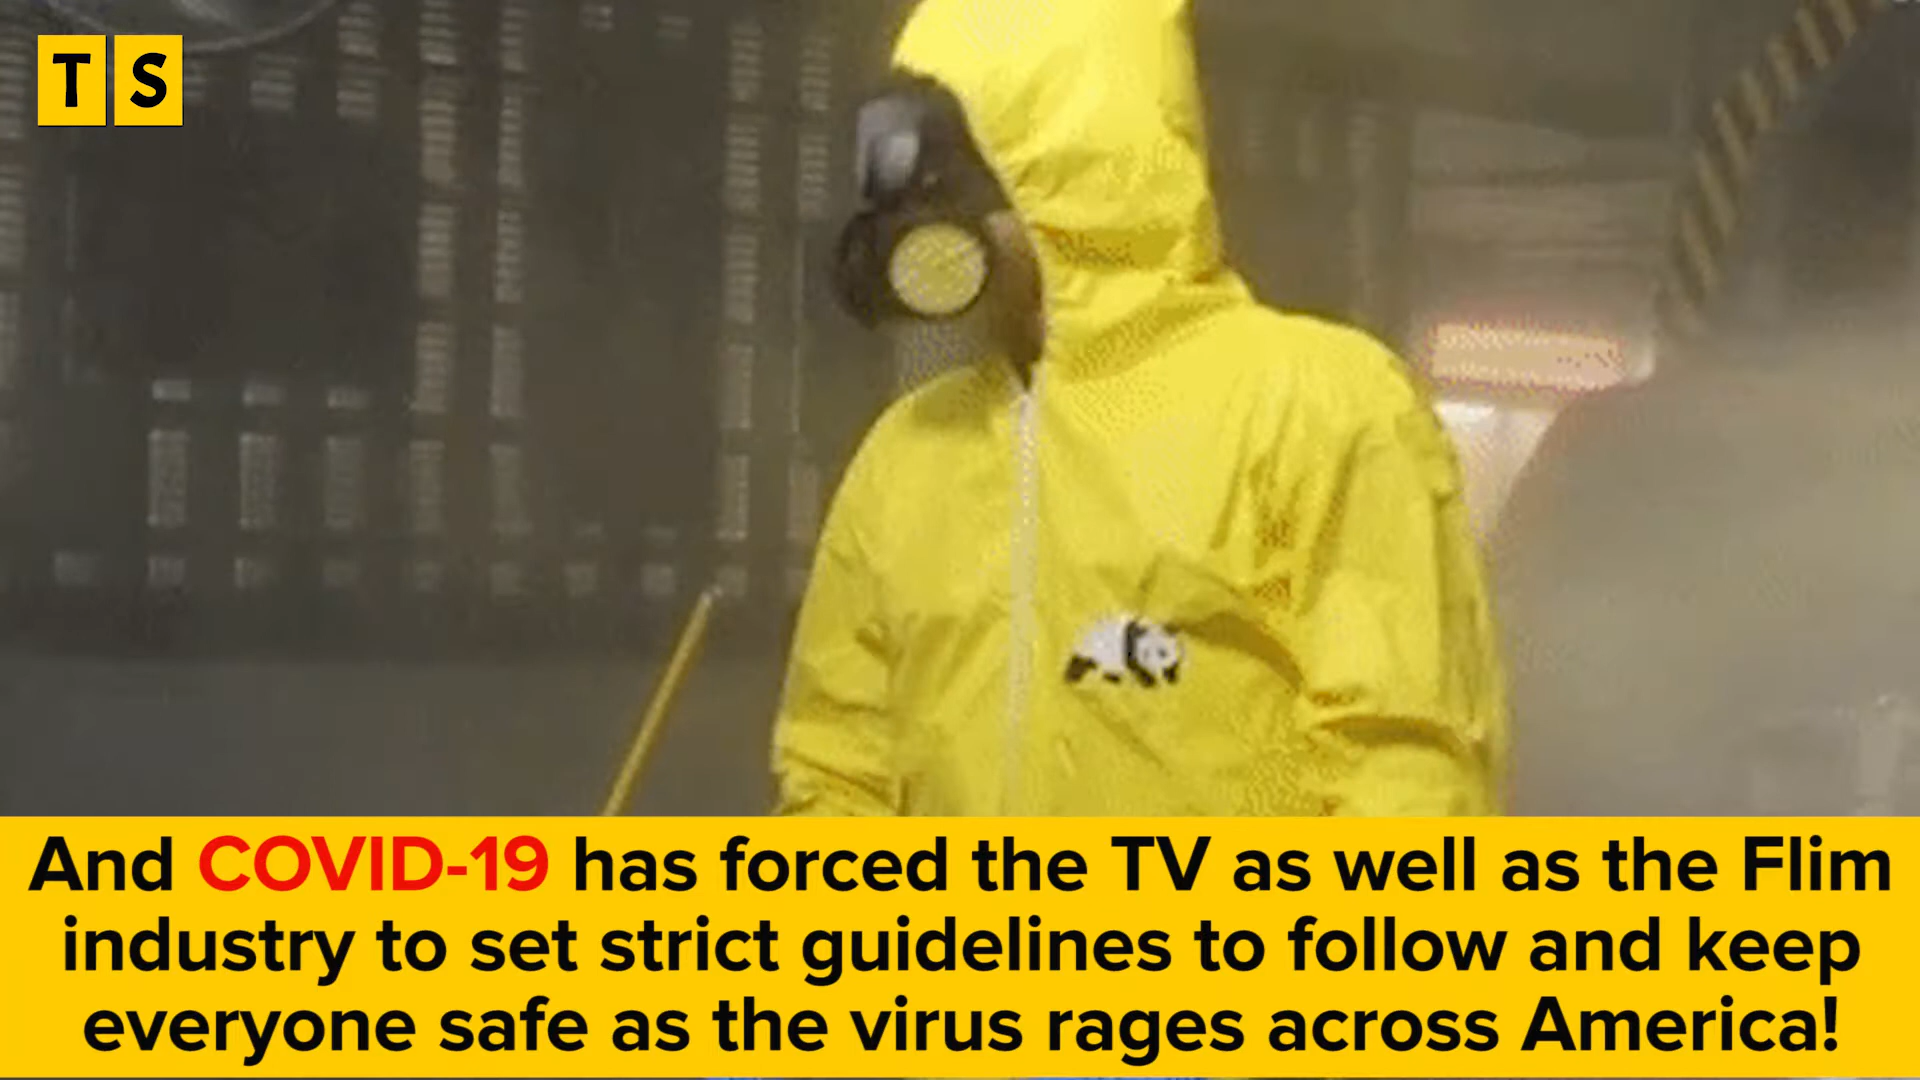 TS
And COVID-19 has forced the TV as well as the Flim
industry to set strict guidelines to follow and keep
everyone safe as the virus rages across America!